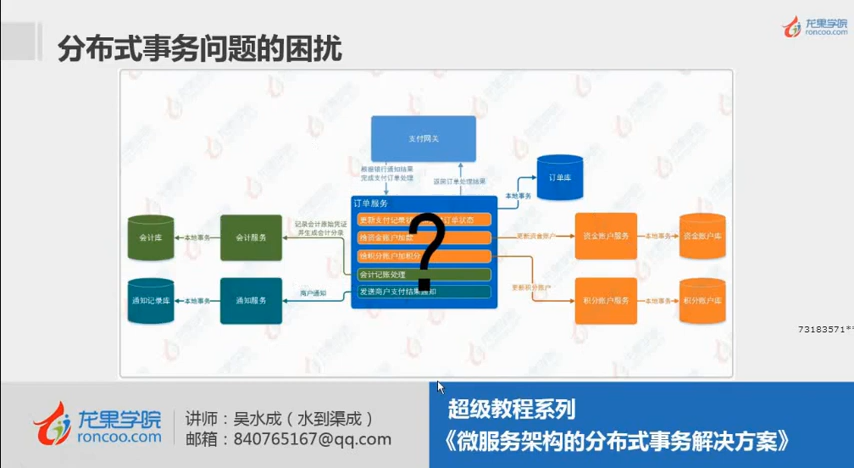 分布式事务问题的困扰
龙果学院
roncoo.com
支付网关
根据银行通知结果
完成支付订单处理
返回订单处理结果
订单库
本地事务
订单服务
更新支付记录
订单状态
给资金账户加款
给积分账户加积分
会计记账处理
发送商户支付结果通知
记录会计原始凭证
并生成会计分录
会计库
本地事务
会计服务
更新资金账户
资金账户服务
本地事务
资金账户库
通知记录库
本地事务
通知服务
商户通知
更新积分账户
积分账户服务
本地事务
积分账户库
?
73183571*
龙果学院
roncoo.com
讲师：吴水成（水到渠成）
邮箱：840765167@qq.com
超级教程系列
《微服务架构的分布式事务解决方案》